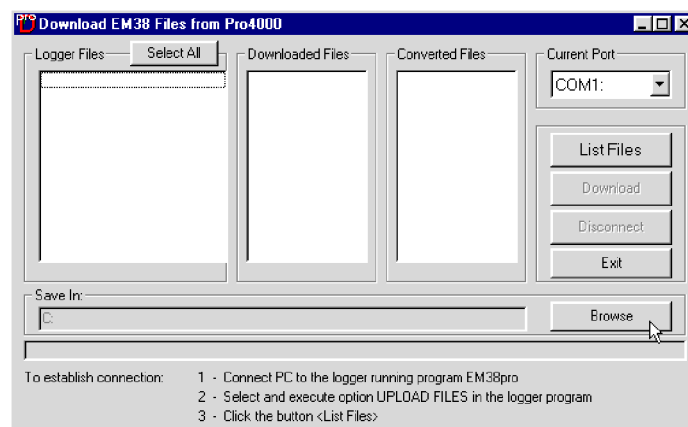 Pro Download EM38 Files from Pro4000
Logger Files Select All Downloaded Files Converted Files Current Port
COM1:
List Files
Download
Disconnect
Exit
Save In:
C:
Browse
To establish connection: 1 - Connect PC to the logger running program EM38pro
2 - Select and execute option UPLOAD FILES in the logger program
3 - Click the button <List Files>